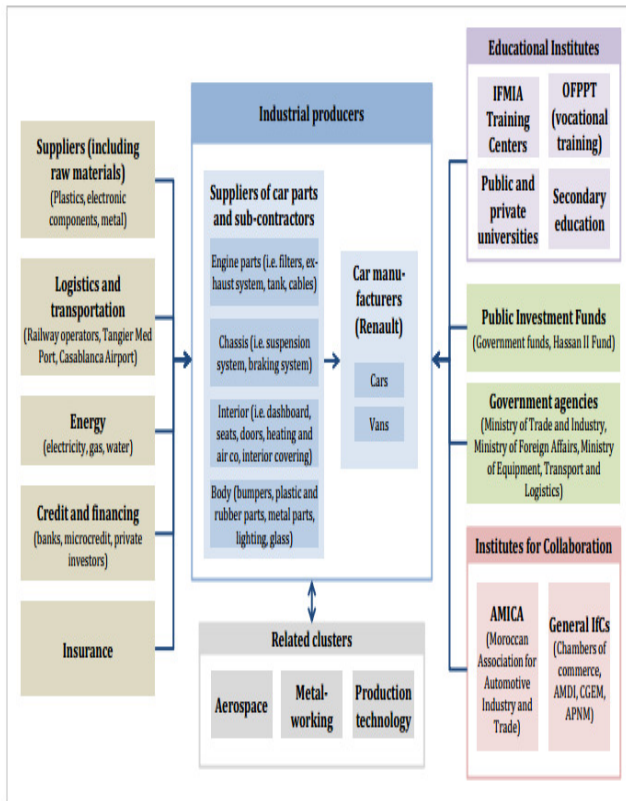 Suppliers (including
raw materials)
(Plastics, electronic
components, metal)
Logistics and
transportation
(Railway operators, Tangier Med
Port, Casablanca Airport)
Energy
(electricity, gas, water)
Credit and financing
(banks, microcredit, private
investors)
Insurance
Industrial producers
Suppliers of car parts
and sub-contractors
Engine parts (i.e. filters, ex-
haust system, tank, cables)
Chassis (i.e. suspension
system, braking system)
Interior (i.e. dashboard,
seats, doors, heating and
air co, interior covering)
Body (bumpers, plastic and
rubber parts, metal parts,
lighting, glass)
Car manu-
facturers
(Renault)
Cars
Vans
Related clusters
Aerospace
Metal-
working
Production
technology
Educational Institutes
IFMIA
Training
Centers
OFPPT
(vocational
training)
Public and
private
universities
Secondary
education
Public Investment Funds
(Government funds, Hassan II Fund)
Government agencies
(Ministry of Trade and Industry,
Ministry of Foreign Affairs, Ministry
of Equipment, Transport and
Logistics)
Institutes for Collaboration
AMICA
(Moroccan
Association for
Automotive
Industry and
Trade)
General IfCs
(Chambers of
commerce,
AMDI, CGEM,
APNM)